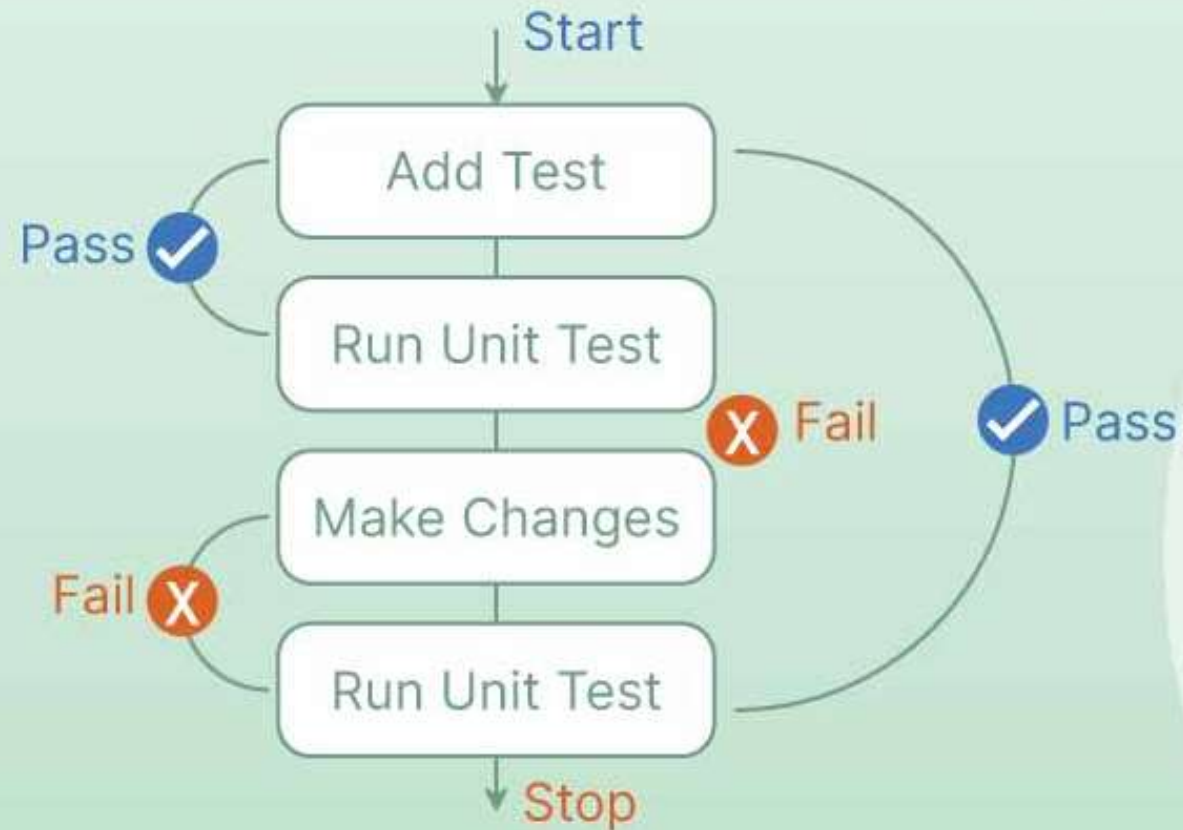 Start
Add Test
Pass
Run Unit Test
Fail
Pass
Make Changes
Fail
Run Unit Test
Stop